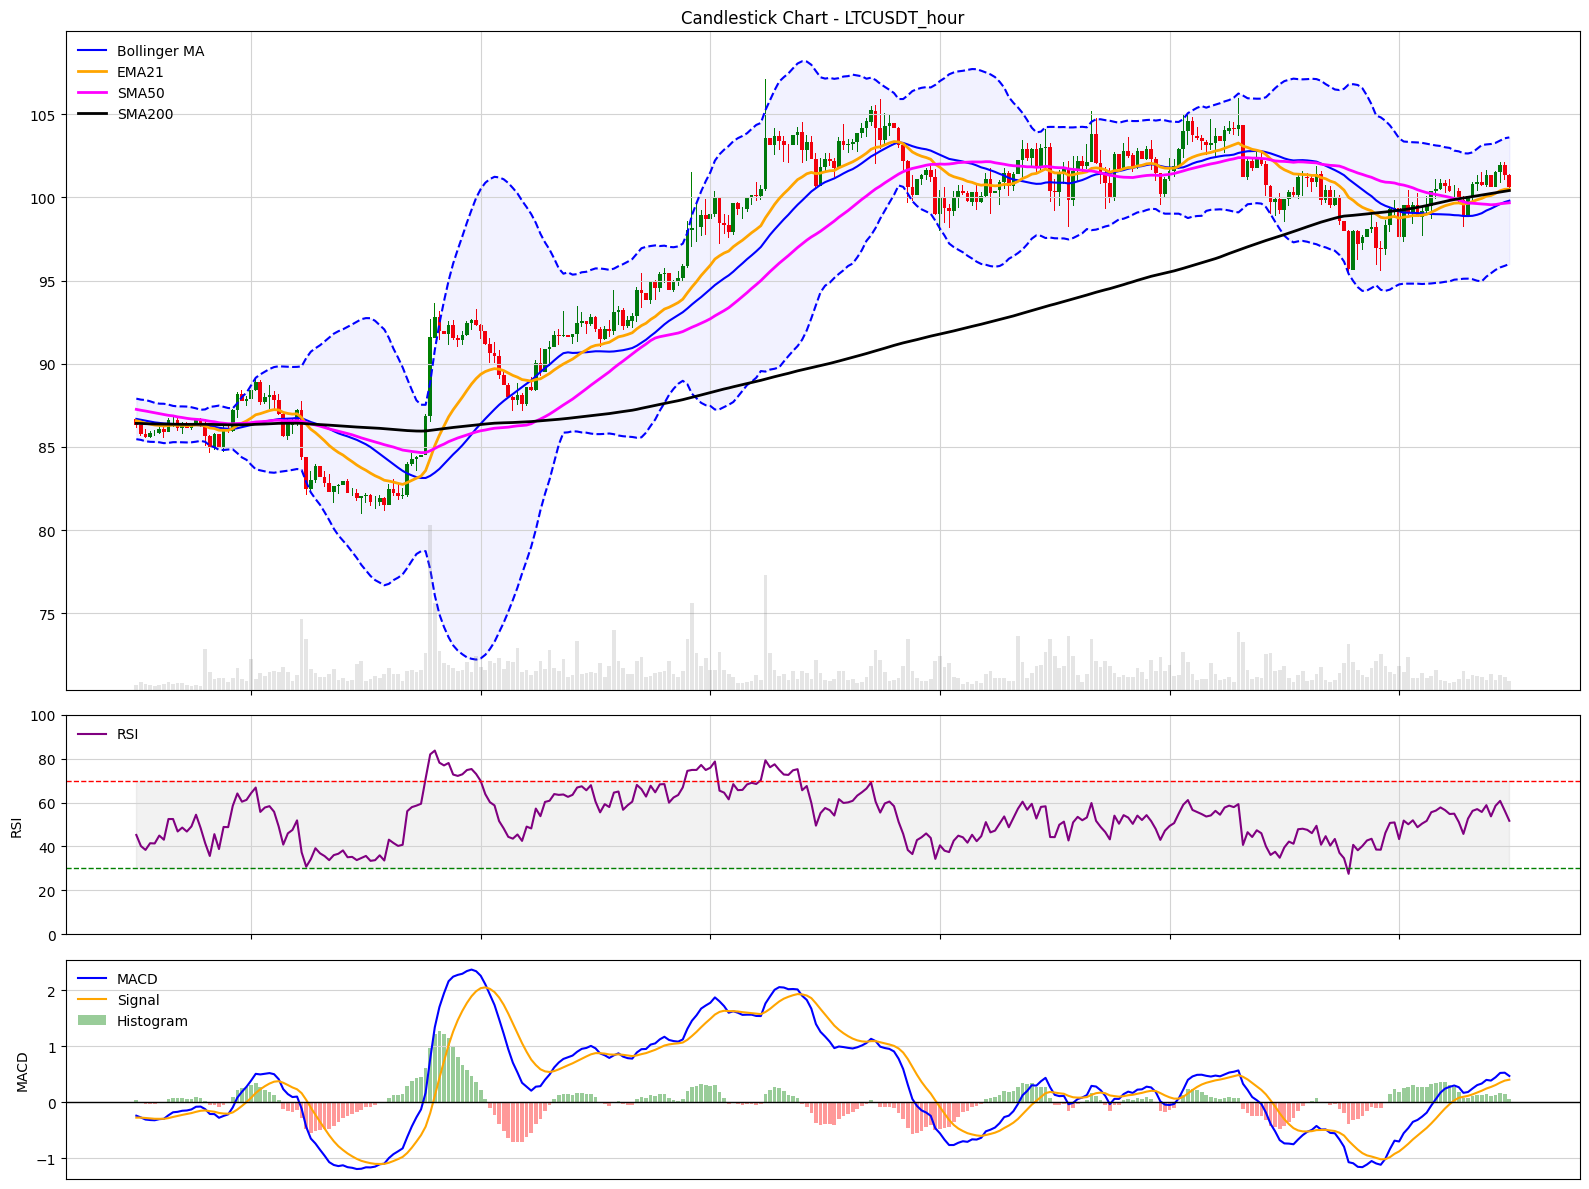 Candlestick Chart - LTCUSDT_hour
Bollinger MA
EMA21
SMA50
SMA200
105
100
95
90
85
80
75
RSI
100
80
60
40
20
0
RSI
MACD
Signal
Histogram
2
1
0
−1
MACD